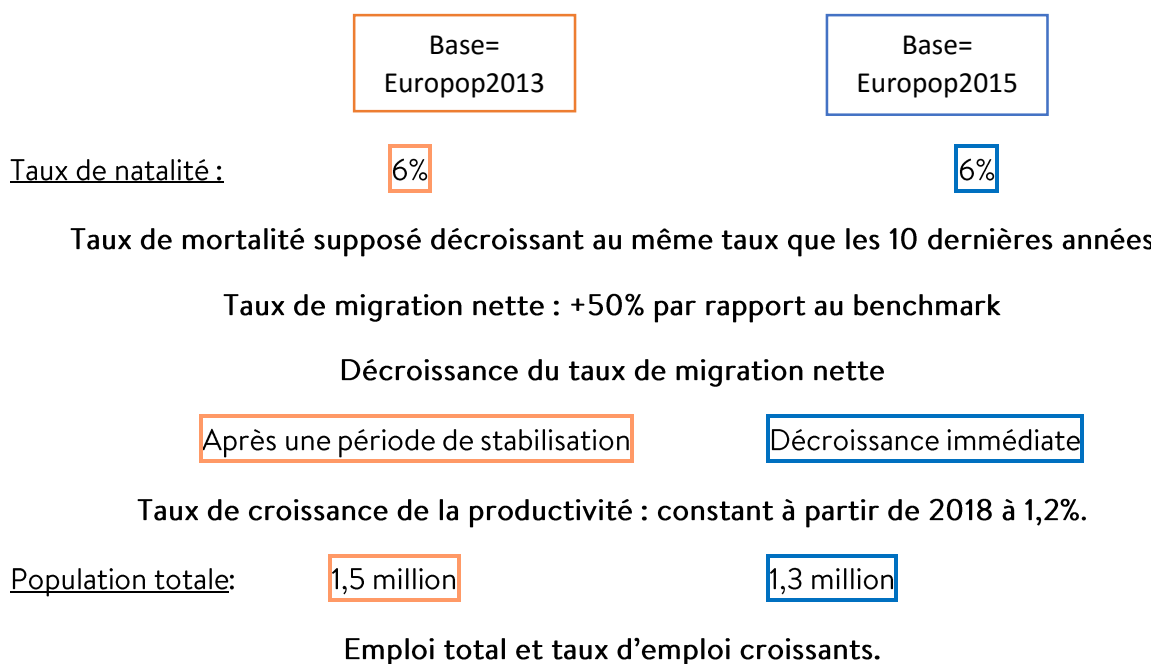 Base=
Europop2013
Base=
Europop2015
Taux de natalité : 6% 6%
Taux de mortalité supposé décroissant au même taux que les 10 dernières années
Taux de migration nette : +50% par rapport au benchmark
Décroissance du taux de migration nette
Après une période de stabilisation Décroissance immédiate
Taux de croissance de la productivité : constant à partir de 2018 à 1,2%.
Population totale: 1,5 million 1,3 million
Emploi total et taux d’emploi croissants.